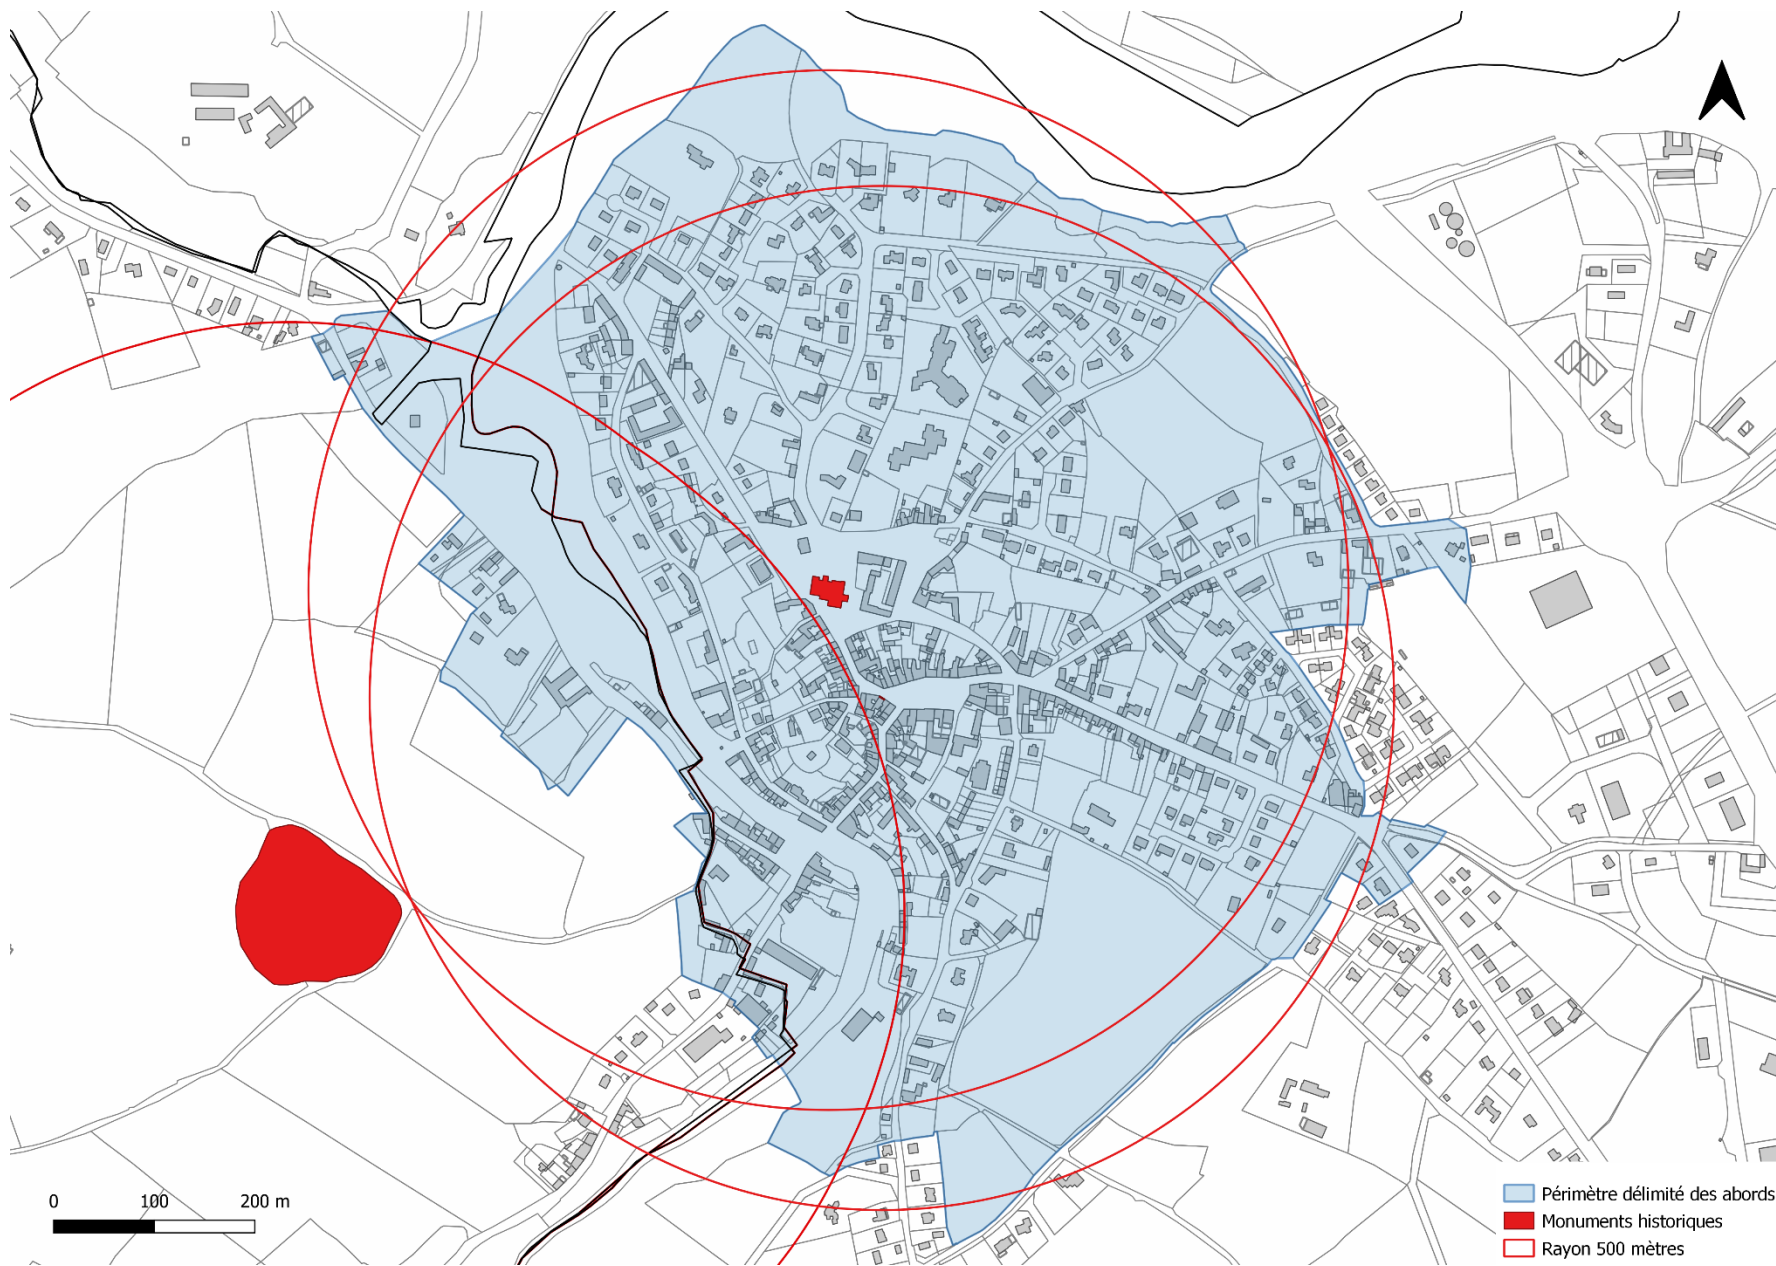 0 100 200 m
Périmètre délimité des abords
Monuments historiques
Rayon 500 mètres